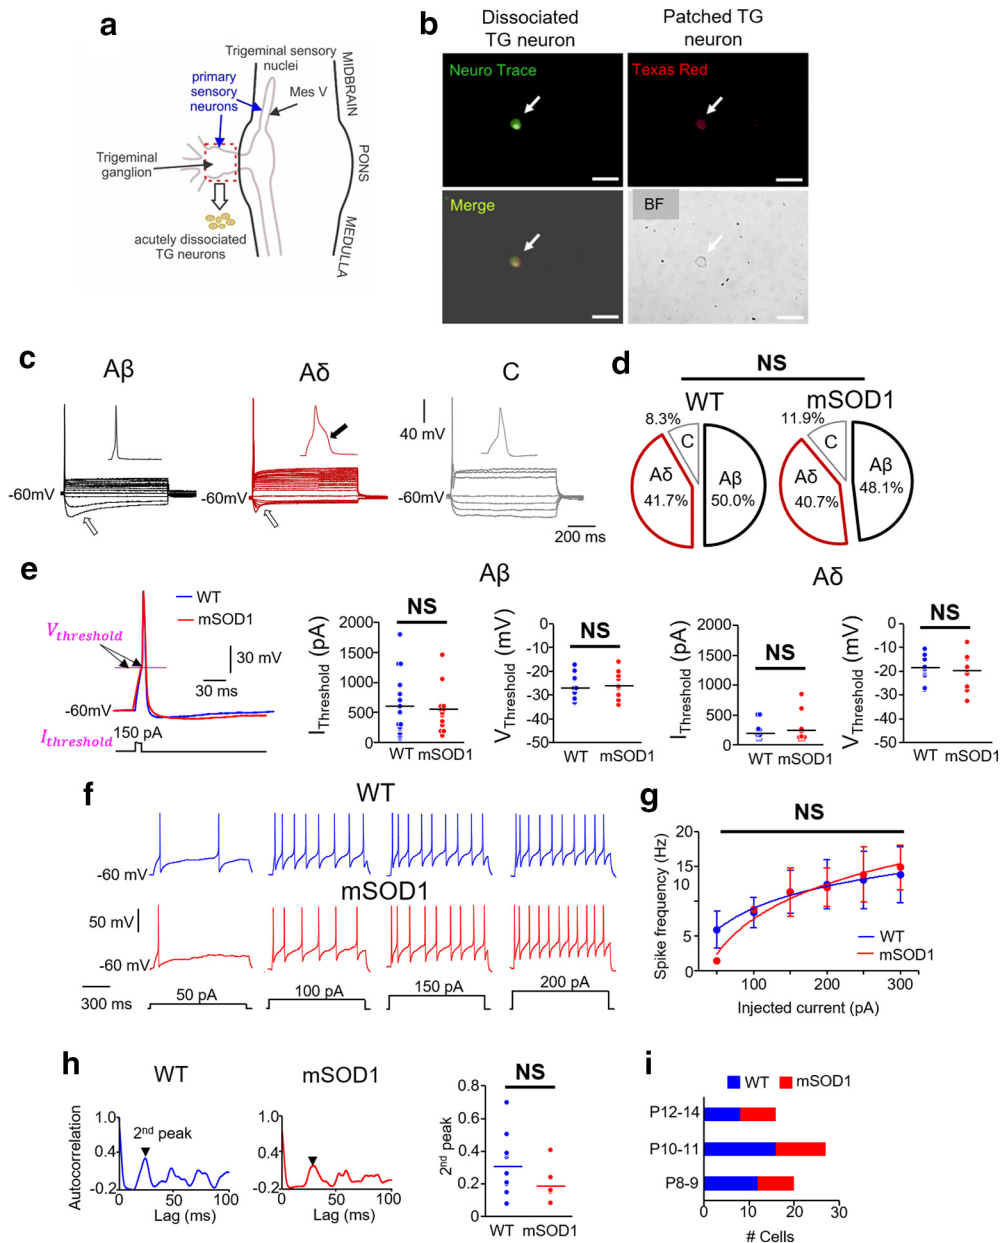 a
Trigeminal sensory
nuclei
primary
sensory
neurons
Mes V
Trigeminal
ganglion
acutely dissociated
TG neurons
MIDBRAIN
PONS
MEDULLA
b
Dissociated
TG neuron
Patched TG
neuron
Neuro Trace
Texas Red
Merge
BF
c
Aβ
Aδ
C
40 mV
-60mV
-60mV
-60mV
200 ms
d
NS
WT
mSOD1
8.3%
11.9%
C
C
Aδ
41.7%
Aβ
50.0%
Aδ
40.7%
Aβ
48.1%
e
Aβ
Aδ
WT
mSOD1
Vthreshold
30 mV
30 ms
-60mV
Ithreshold
150 pA
NS
IThreshold (pA)
2000
1500
1000
500
0
WT mSOD1
NS
VThreshold (mV)
0
-10
-20
-30
-40
-50
WT mSOD1
NS
IThreshold (pA)
2000
1500
1000
500
0
WT mSOD1
NS
VThreshold (mV)
0
-10
-20
-30
-40
-50
WT mSOD1
f
WT
-60 mV
mSOD1
50 mV
-60 mV
300 ms
50 pA
100 pA
150 pA
200 pA
g
NS
Spike frequency (Hz)
20
15
10
5
0
WT
mSOD1
100 200 300
Injected current (pA)
h
WT
mSOD1
Autocorrelation
1.0
0.4
-0.2
2nd peak
0 50 100
Lag (ms)
1.0
0.4
-0.2
0 50 100
Lag (ms)
NS
2nd peak
0.8
0.6
0.4
0.2
0
WT mSOD1
i
WT mSOD1
P12-14
P10-11
P8-9
0 10 20 30
# Cells